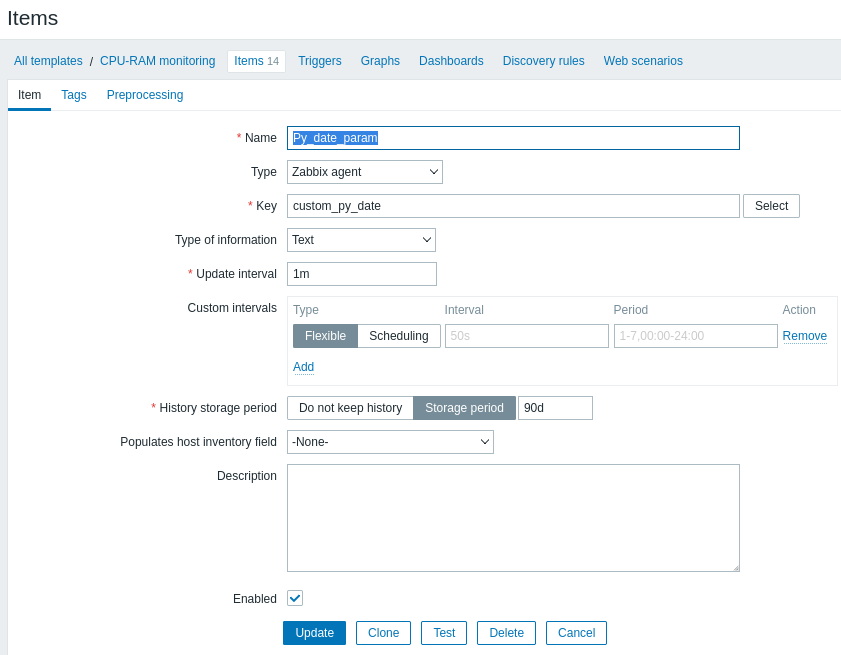 Items
All templates / CPU-RAM monitoring Items 14 Triggers Graphs Dashboards Discovery rules Web scenarios
Item Tags Preprocessing
* Name Py_date_param
Type Zabbix agent
* Key custom_py_date Select
Type of information Text
* Update interval 1m
Custom intervals Type Interval Period Action
Flexible Scheduling 50s 1-7,00:00-24:00 Remove
Add
* History storage period Do not keep history Storage period 90d
Populates host inventory field -None-
Description
Enabled
Update Clone Test Delete Cancel